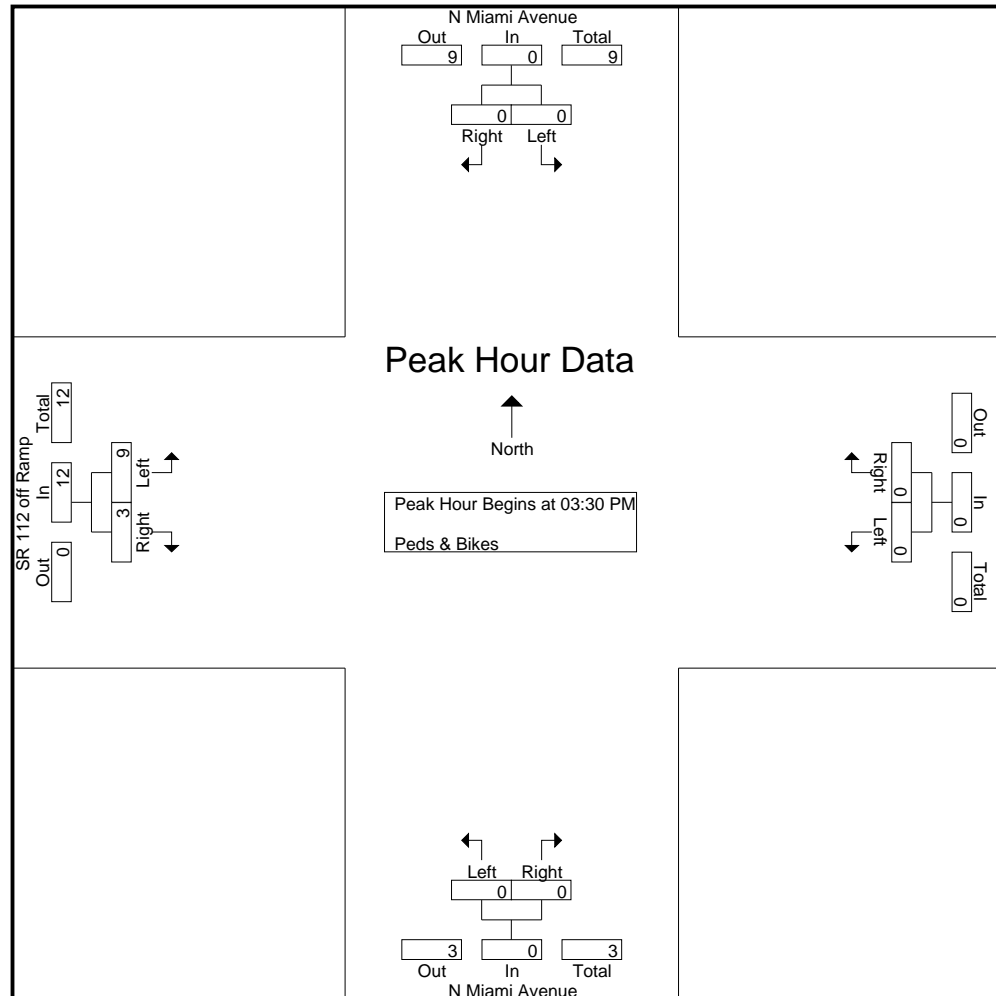 N Miami Avenue
Out In Total
9 0 9
0 0
Right Left
Peak Hour Data
North
Peak Hour Begins at 03:30 PM
Peds & Bikes
SR 112 off Ramp
Out In Total
0 12 12
3 9
Right Left
Out In Total
0 0 0
Right Left
0 0
Left Right
0 0
3 0 3
Out In Total
N Miami Avenue